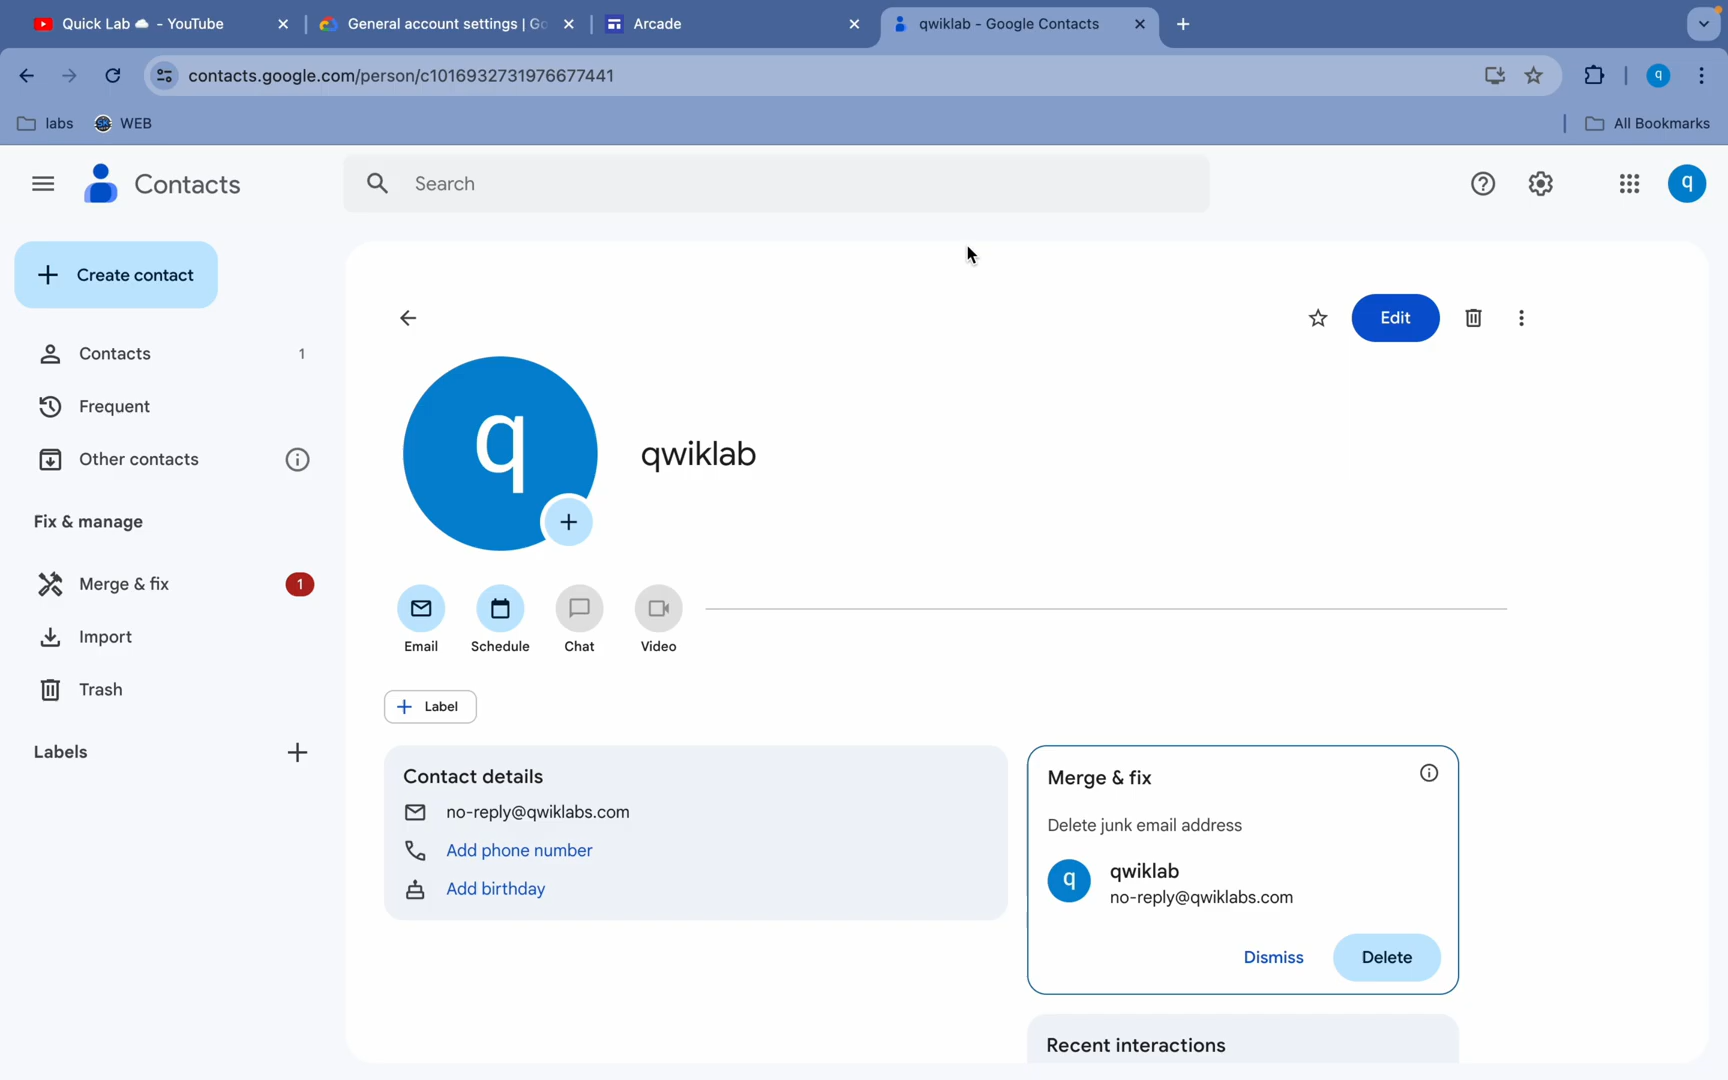 Quick Lab ☁ - YouTube
General account settings | Go
Arcade
qwiklab - Google Contacts
contacts.google.com/person/c1016932731976677441
q
labs
WEB
All Bookmarks
Contacts
Search
q
Create contact
Contacts 1
Frequent
Other contacts
Fix & manage
Merge & fix 1
Import
Trash
Labels
Edit
q
qwiklab
Email
Schedule
Chat
Video
Label
Contact details
no-reply@qwiklabs.com
Add phone number
Add birthday
Merge & fix
Delete junk email address
q
qwiklab
no-reply@qwiklabs.com
Dismiss
Delete
Recent interactions